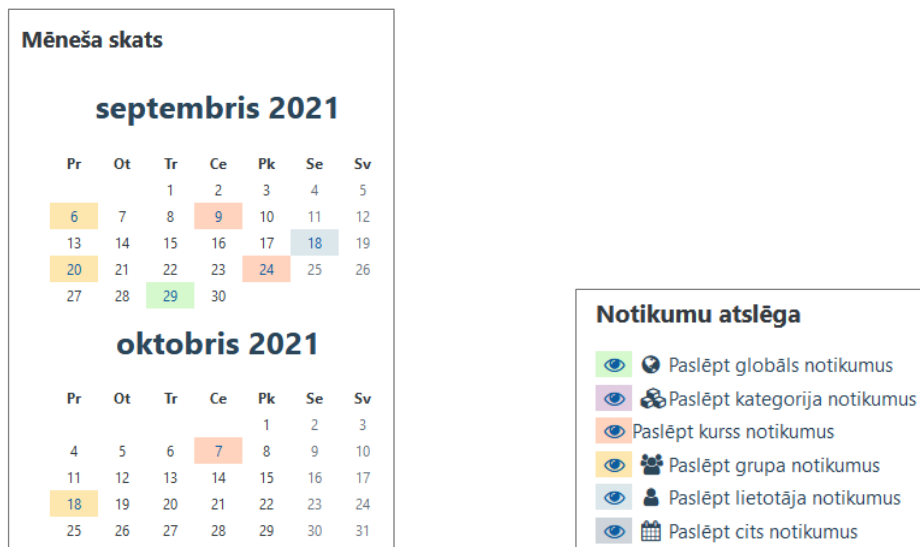 Mēneša skats
septembris 2021
Pr Ot Tr Ce Pk Se Sv
1 2 3 4 5
6 7 8 9 10 11 12
13 14 15 16 17 18 19
20 21 22 23 24 25 26
27 28 29 30
oktobris 2021
Pr Ot Tr Ce Pk Se Sv
1 2 3
4 5 6 7 8 9 10
11 12 13 14 15 16 17
18 19 20 21 22 23 24
25 26 27 28 29 30 31
Notikumu atslēga
Paslēpt globāls notikumus
Paslēpt kategorija notikumus
Paslēpt kurss notikumus
Paslēpt grupa notikumus
Paslēpt lietotāja notikumus
Paslēpt cits notikumus